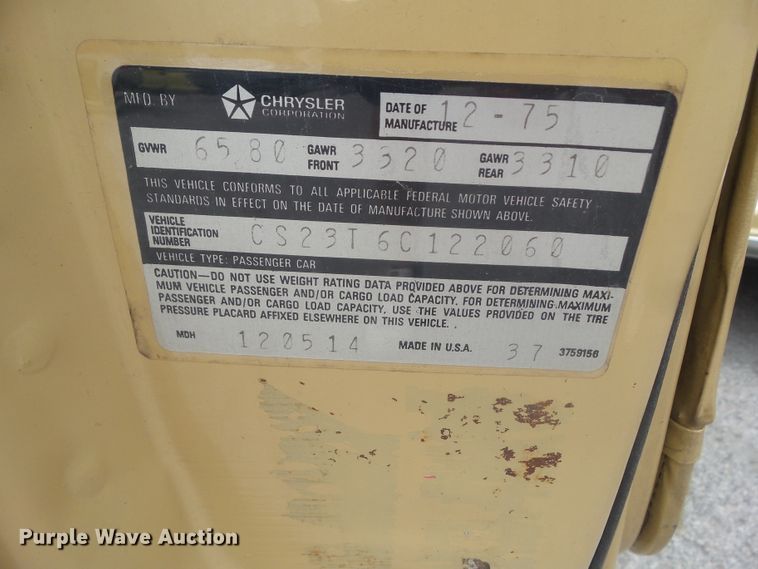 MFD. BY CHRYSLER CORPORATION DATE OF MANUFACTURE 12-75
GVWR 6580 GAWR FRONT 3320 GAWR REAR 3310
THIS VEHICLE CONFORMS TO ALL APPLICABLE FEDERAL MOTOR VEHICLE SAFETY
STANDARDS IN EFFECT ON THE DATE OF MANUFACTURE SHOWN ABOVE.
VEHICLE IDENTIFICATION NUMBER CS23T6C122060
VEHICLE TYPE: PASSENGER CAR
CAUTION—DO NOT USE WEIGHT RATING DATA PROVIDED ABOVE FOR DETERMINING MAXI-
MUM VEHICLE PASSENGER AND/OR CARGO LOAD CAPACITY. FOR DETERMINING MAXIMUM
PASSENGER AND/OR CARGO LOAD CAPACITY. USE THE VALUES PROVIDED ON THE TIRE
PRESSURE PLACARD AFFIXED ELSEWHERE ON THIS VEHICLE.
MDH 120514 MADE IN U.S.A. 37 3759156
Purple Wave Auction